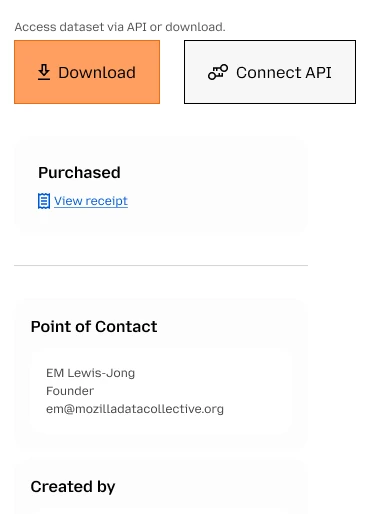 Access dataset via API or download.
Download
Connect API
Purchased
View receipt
Point of Contact
EM Lewis-Jong
Founder
em@mozilladatacollective.org
Created by